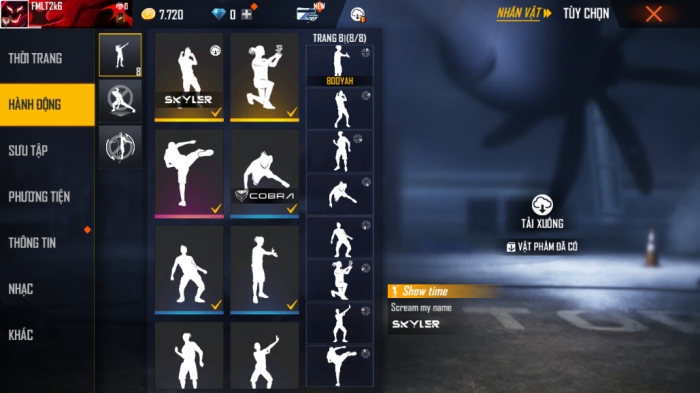 FMLT2k6
0
7.720
0
NEW
NHÂN VẬT
TÙY CHỌN
THỜI TRANG
HÀNH ĐỘNG
SƯU TẬP
PHƯƠNG TIỆN
THÔNG TIN
NHẠC
KHÁC
8
SKYLER
COBRA
TRANG BỊ(8/8)
BOOYAH
TẢI XUỐNG
VẬT PHẨM ĐÃ CÓ
Show time
Scream my name
SKYLER